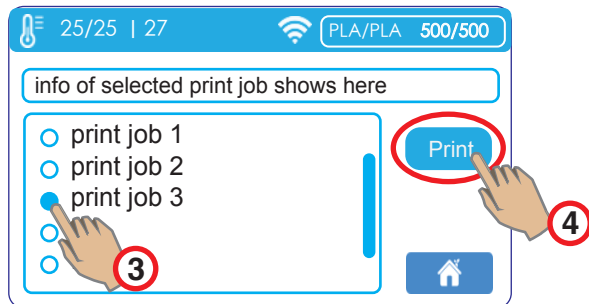 25/25 | 27 PLA/PLA 500/500
info of selected print job shows here
print job 1
print job 2
print job 3
Print
3
4